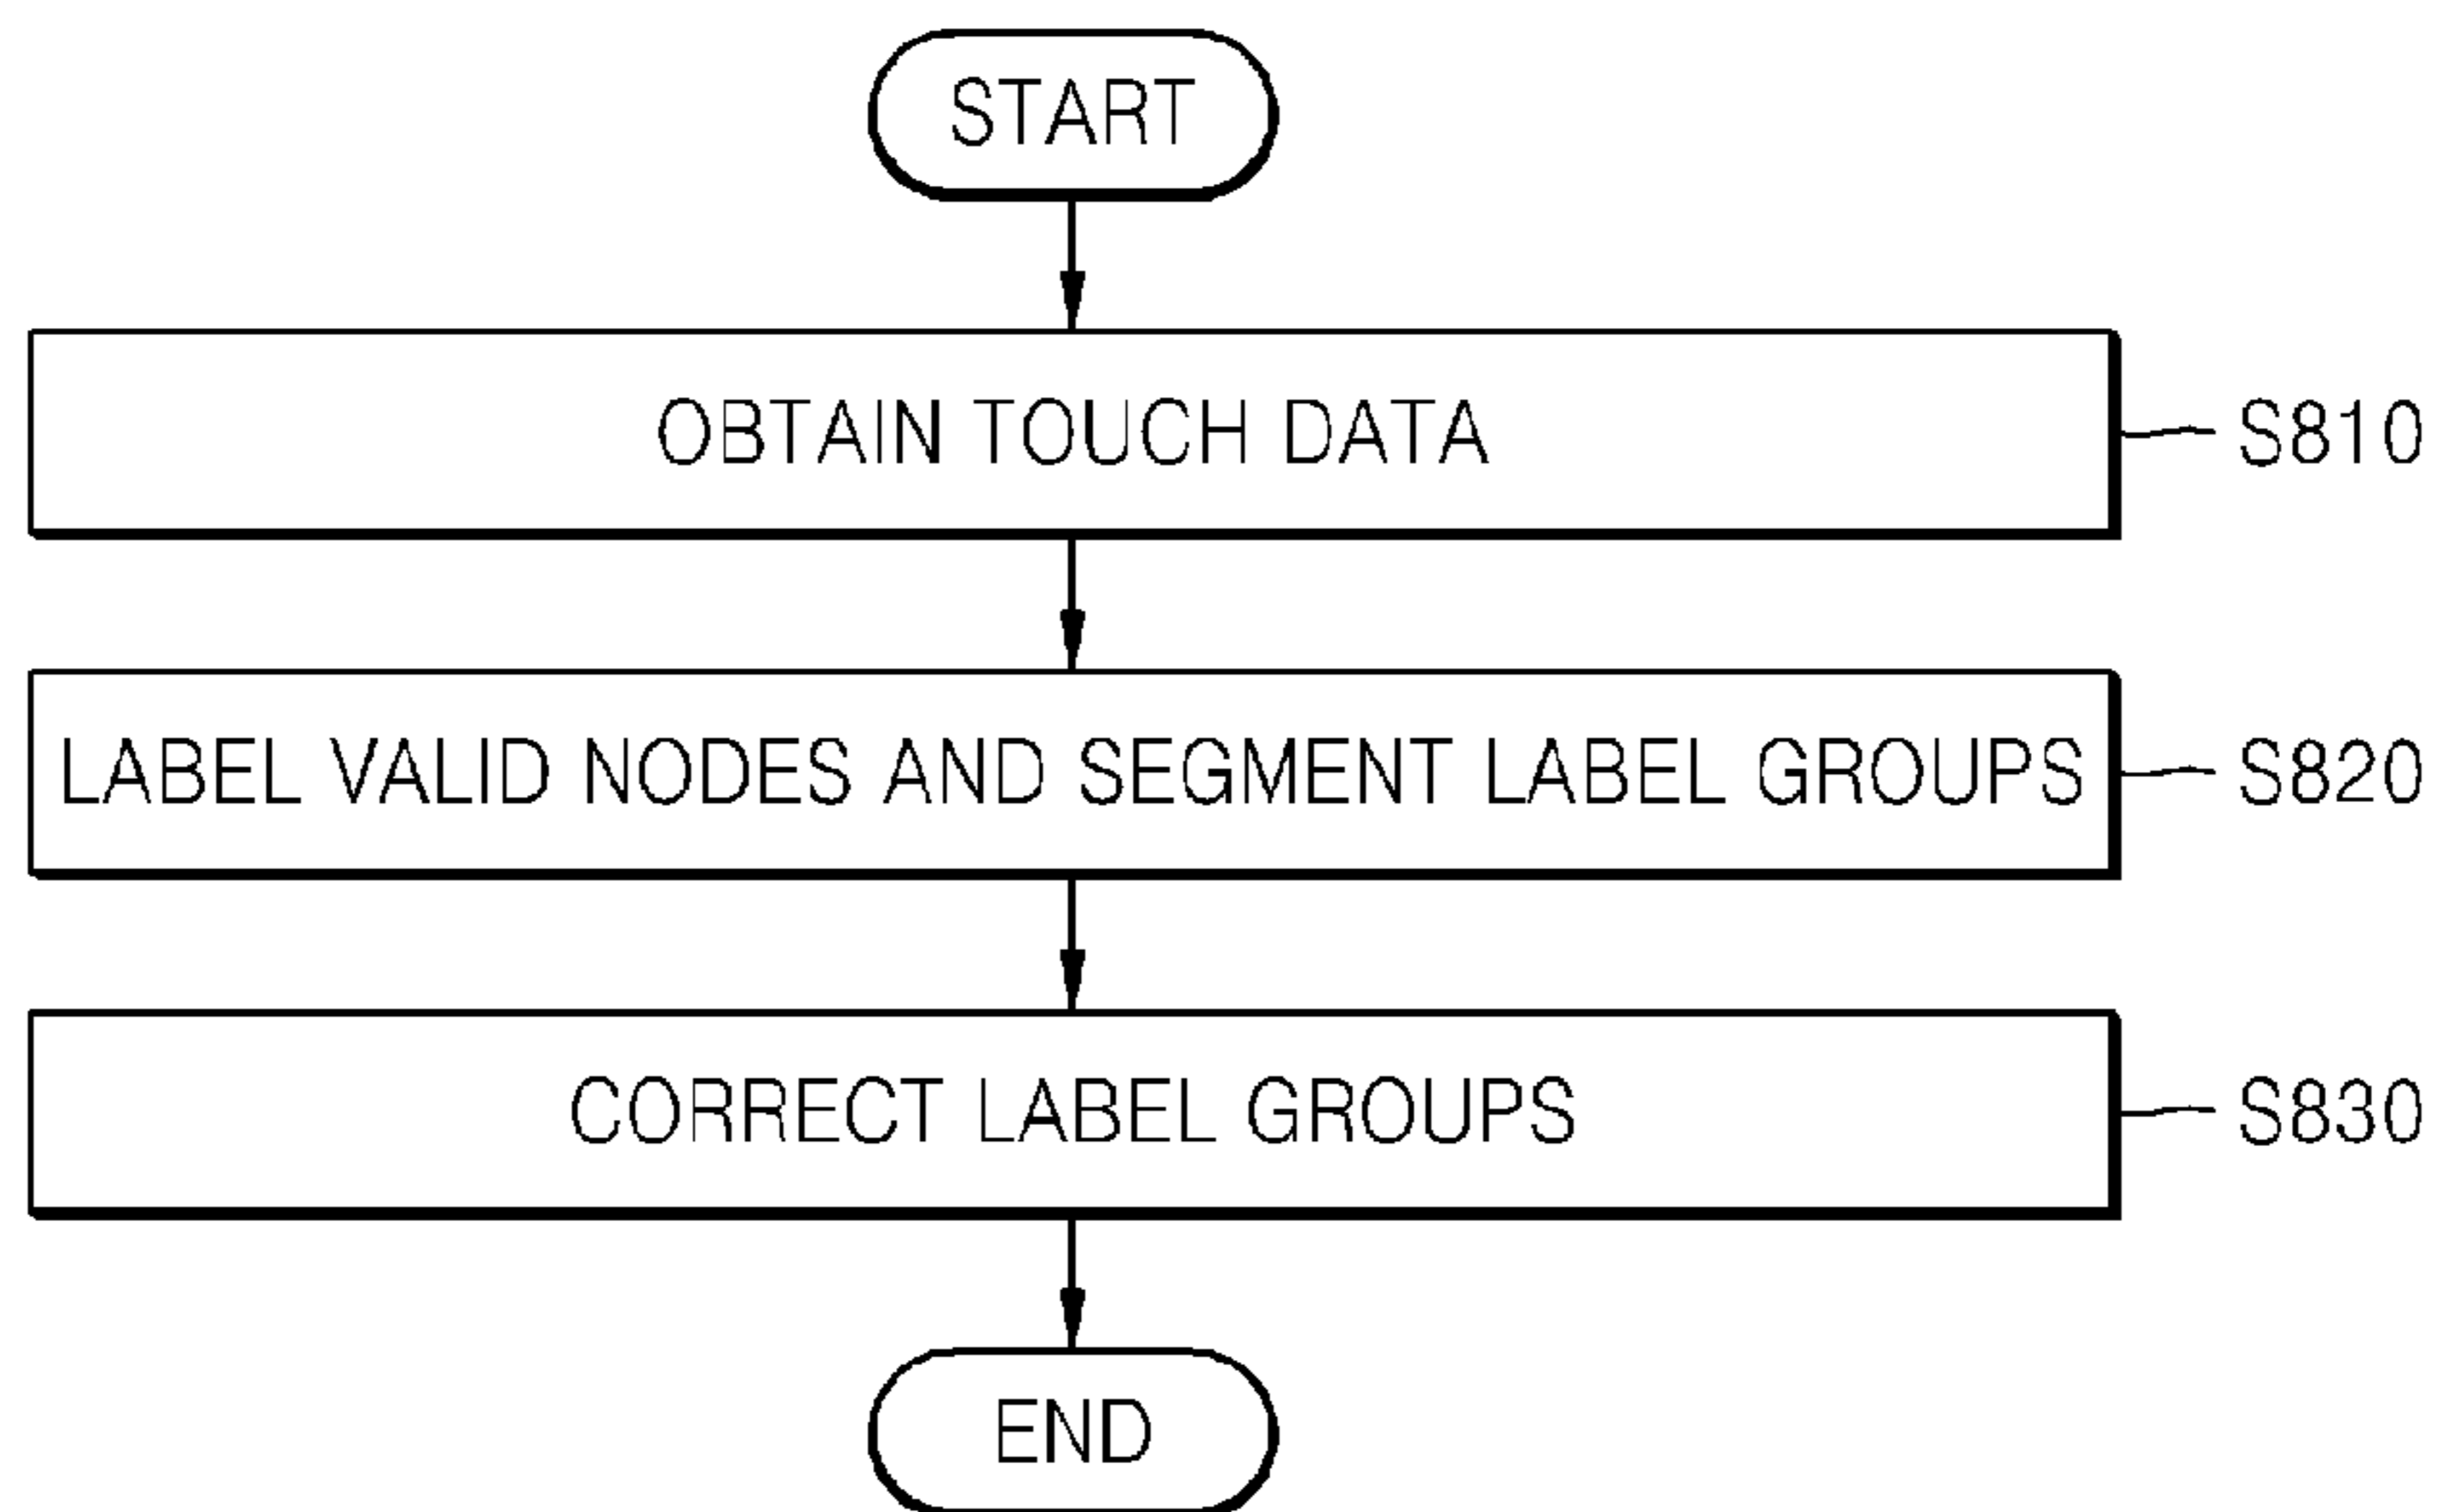 START
OBTAIN TOUCH DATA S810
LABEL VALID NODES AND SEGMENT LABEL GROUPS S820
CORRECT LABEL GROUPS S830
END